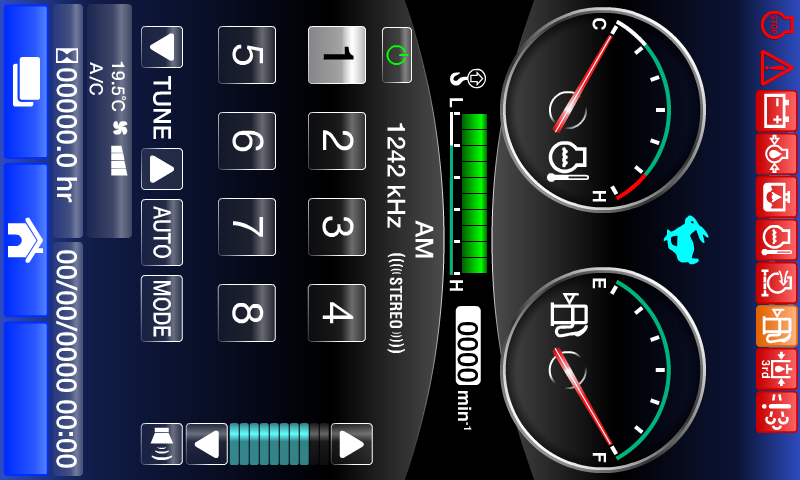 STOP 3rd
C H E F
L H 0000 min-1
AM
1242 kHz ((((STEREO))))
1 2 3 4
5 6 7 8
TUNE AUTO MODE
19.5℃
A/C
00000.0 hr 00/00/0000 00:00